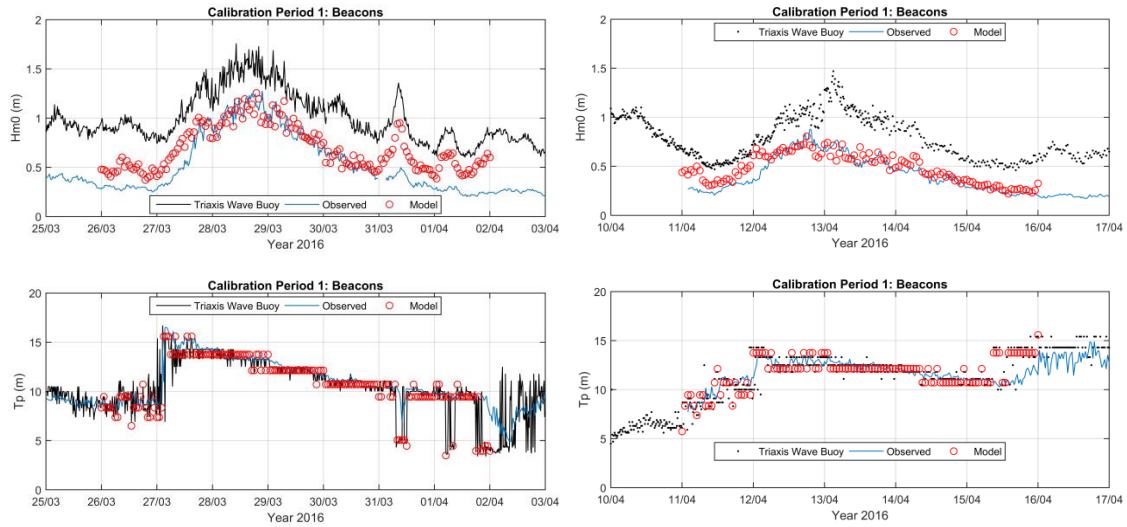 Calibration Period 1: Beacons
2
1.5
1
0.5
0
Hm0 (m)
Triaxis Wave Buoy Observed Model
25/03 26/03 27/03 28/03 29/03 30/03 31/03 01/04 02/04 03/04
Year 2016
Calibration Period 1: Beacons
2
1.5
1
0.5
0
Hm0 (m)
Triaxis Wave Buoy Observed Model
10/04 11/04 12/04 13/04 14/04 15/04 16/04 17/04
Year 2016
Calibration Period 1: Beacons
20
15
10
5
0
Tp (m)
Triaxis Wave Buoy Observed Model
25/03 26/03 27/03 28/03 29/03 30/03 31/03 01/04 02/04 03/04
Year 2016
Calibration Period 1: Beacons
20
15
10
5
0
Tp (m)
Triaxis Wave Buoy Observed Model
10/04 11/04 12/04 13/04 14/04 15/04 16/04 17/04
Year 2016